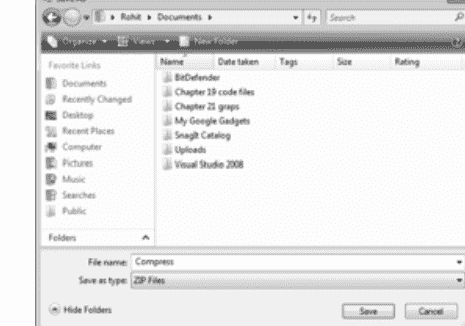 Rohit Documents Search
Organize Views New Folder
Favorite Links
Documents
Recently Changed
Desktop
Recent Places
Computer
Pictures
Music
Searches
Public
Folders
Name Date taken Tags Size Rating
BitDefender
Chapter 19 code files
Chapter 21 graps
My Google Gadgets
SnagIt Catalog
Uploads
Visual Studio 2008
File name: Compress
Save as type: ZIP Files
Hide Folders Save Cancel